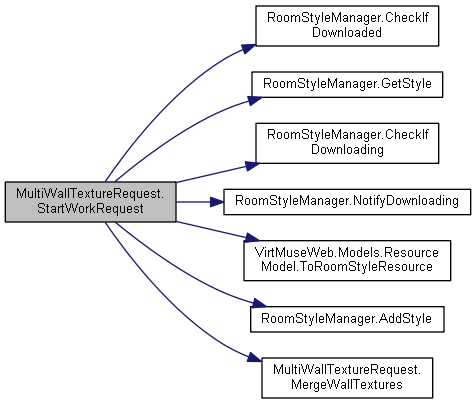 MultiWallTextureRequest.
StartWorkRequest
RoomStyleManager.CheckIf
Downloaded
RoomStyleManager.GetStyle
RoomStyleManager.CheckIf
Downloading
RoomStyleManager.NotifyDownloading
VirtMuseWeb.Models.Resource
Model.ToRoomStyleResource
RoomStyleManager.AddStyle
MultiWallTextureRequest.
MergeWallTextures